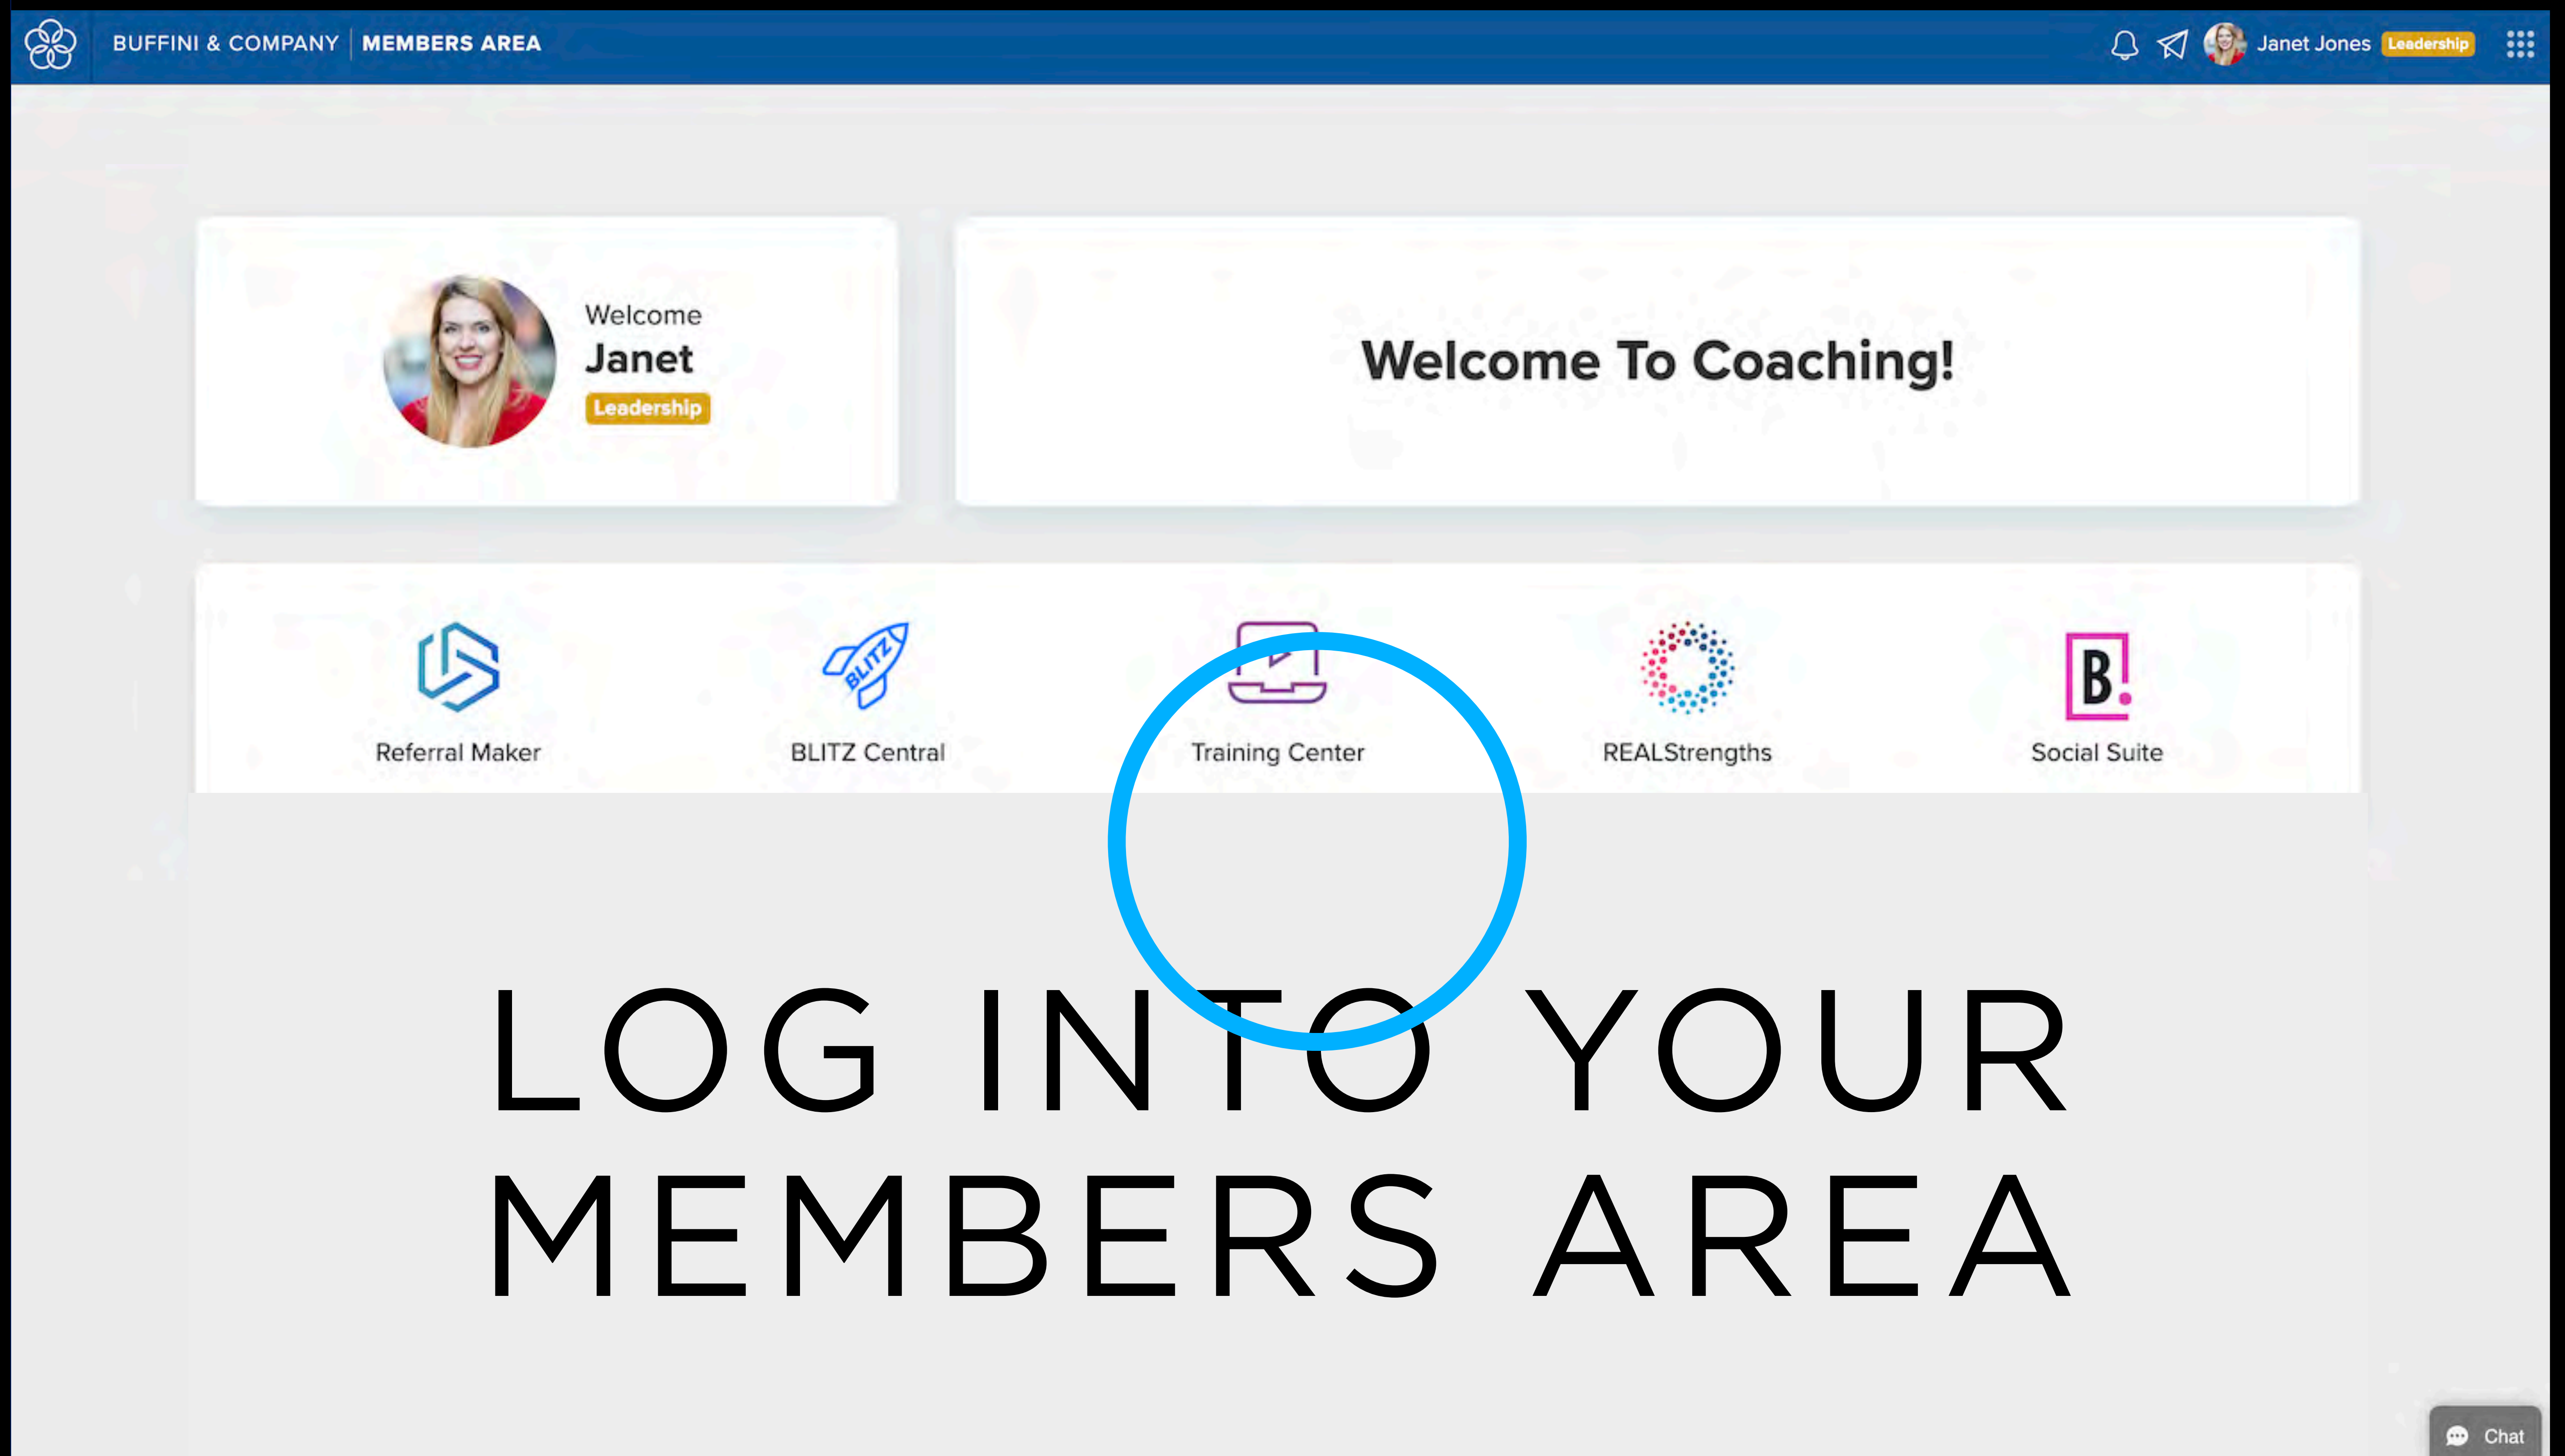 BUFFINI & COMPANY | MEMBERS AREA
Janet Jones Leadership
Welcome
Janet
Leadership
Welcome To Coaching!
BLITZ
B.
Referral Maker
BLITZ Central
Training Center
REALStrengths
Social Suite
LOG INTO YOUR
MEMBERS AREA
Chat